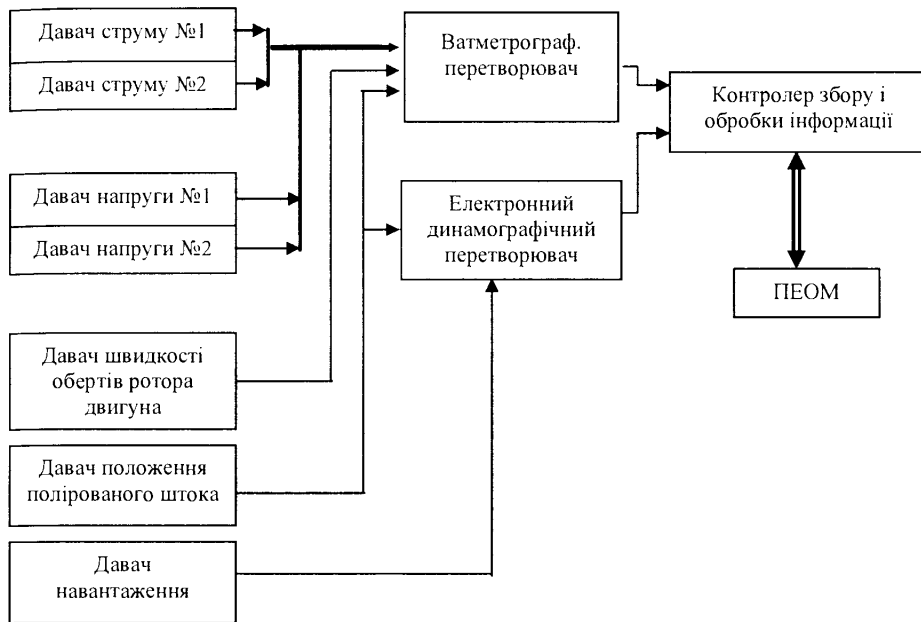 Давач струму №1
Давач струму №2
Давач напруги №1
Давач напруги №2
Давач швидкості
обертів ротора
двигуна
Давач положення
полірованого штока
Давач
навантаження
Ватметрограф.
перетворювач
Електронний
динамографічний
перетворювач
Контролер збору і
обробки інформації
ПЕОМ